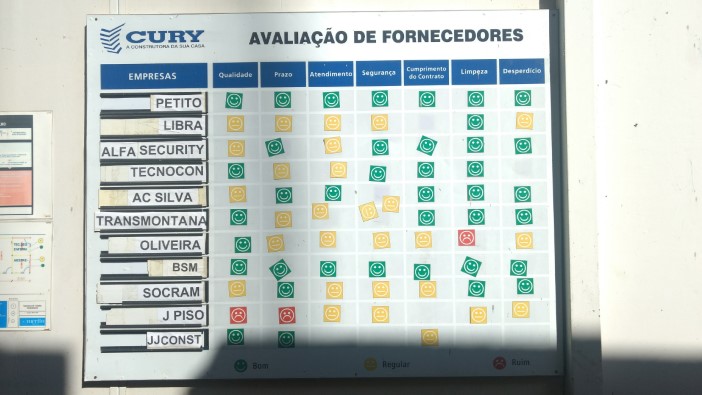 CURY
A CONSTRUTORA DA SUA CASA
AVALIAÇÃO DE FORNECEDORES
EMPRESAS Qualidade Prazo Atendimento Segurança Cumprimento do Contrato Limpeza Desperdício
PETITO
LIBRA
ALFA SECURITY
TECNOCON
AC SILVA
TRANSMONTANA
OLIVEIRA
BSM
SOCRAM
J PISO
JJCONST
Bom Regular Ruim